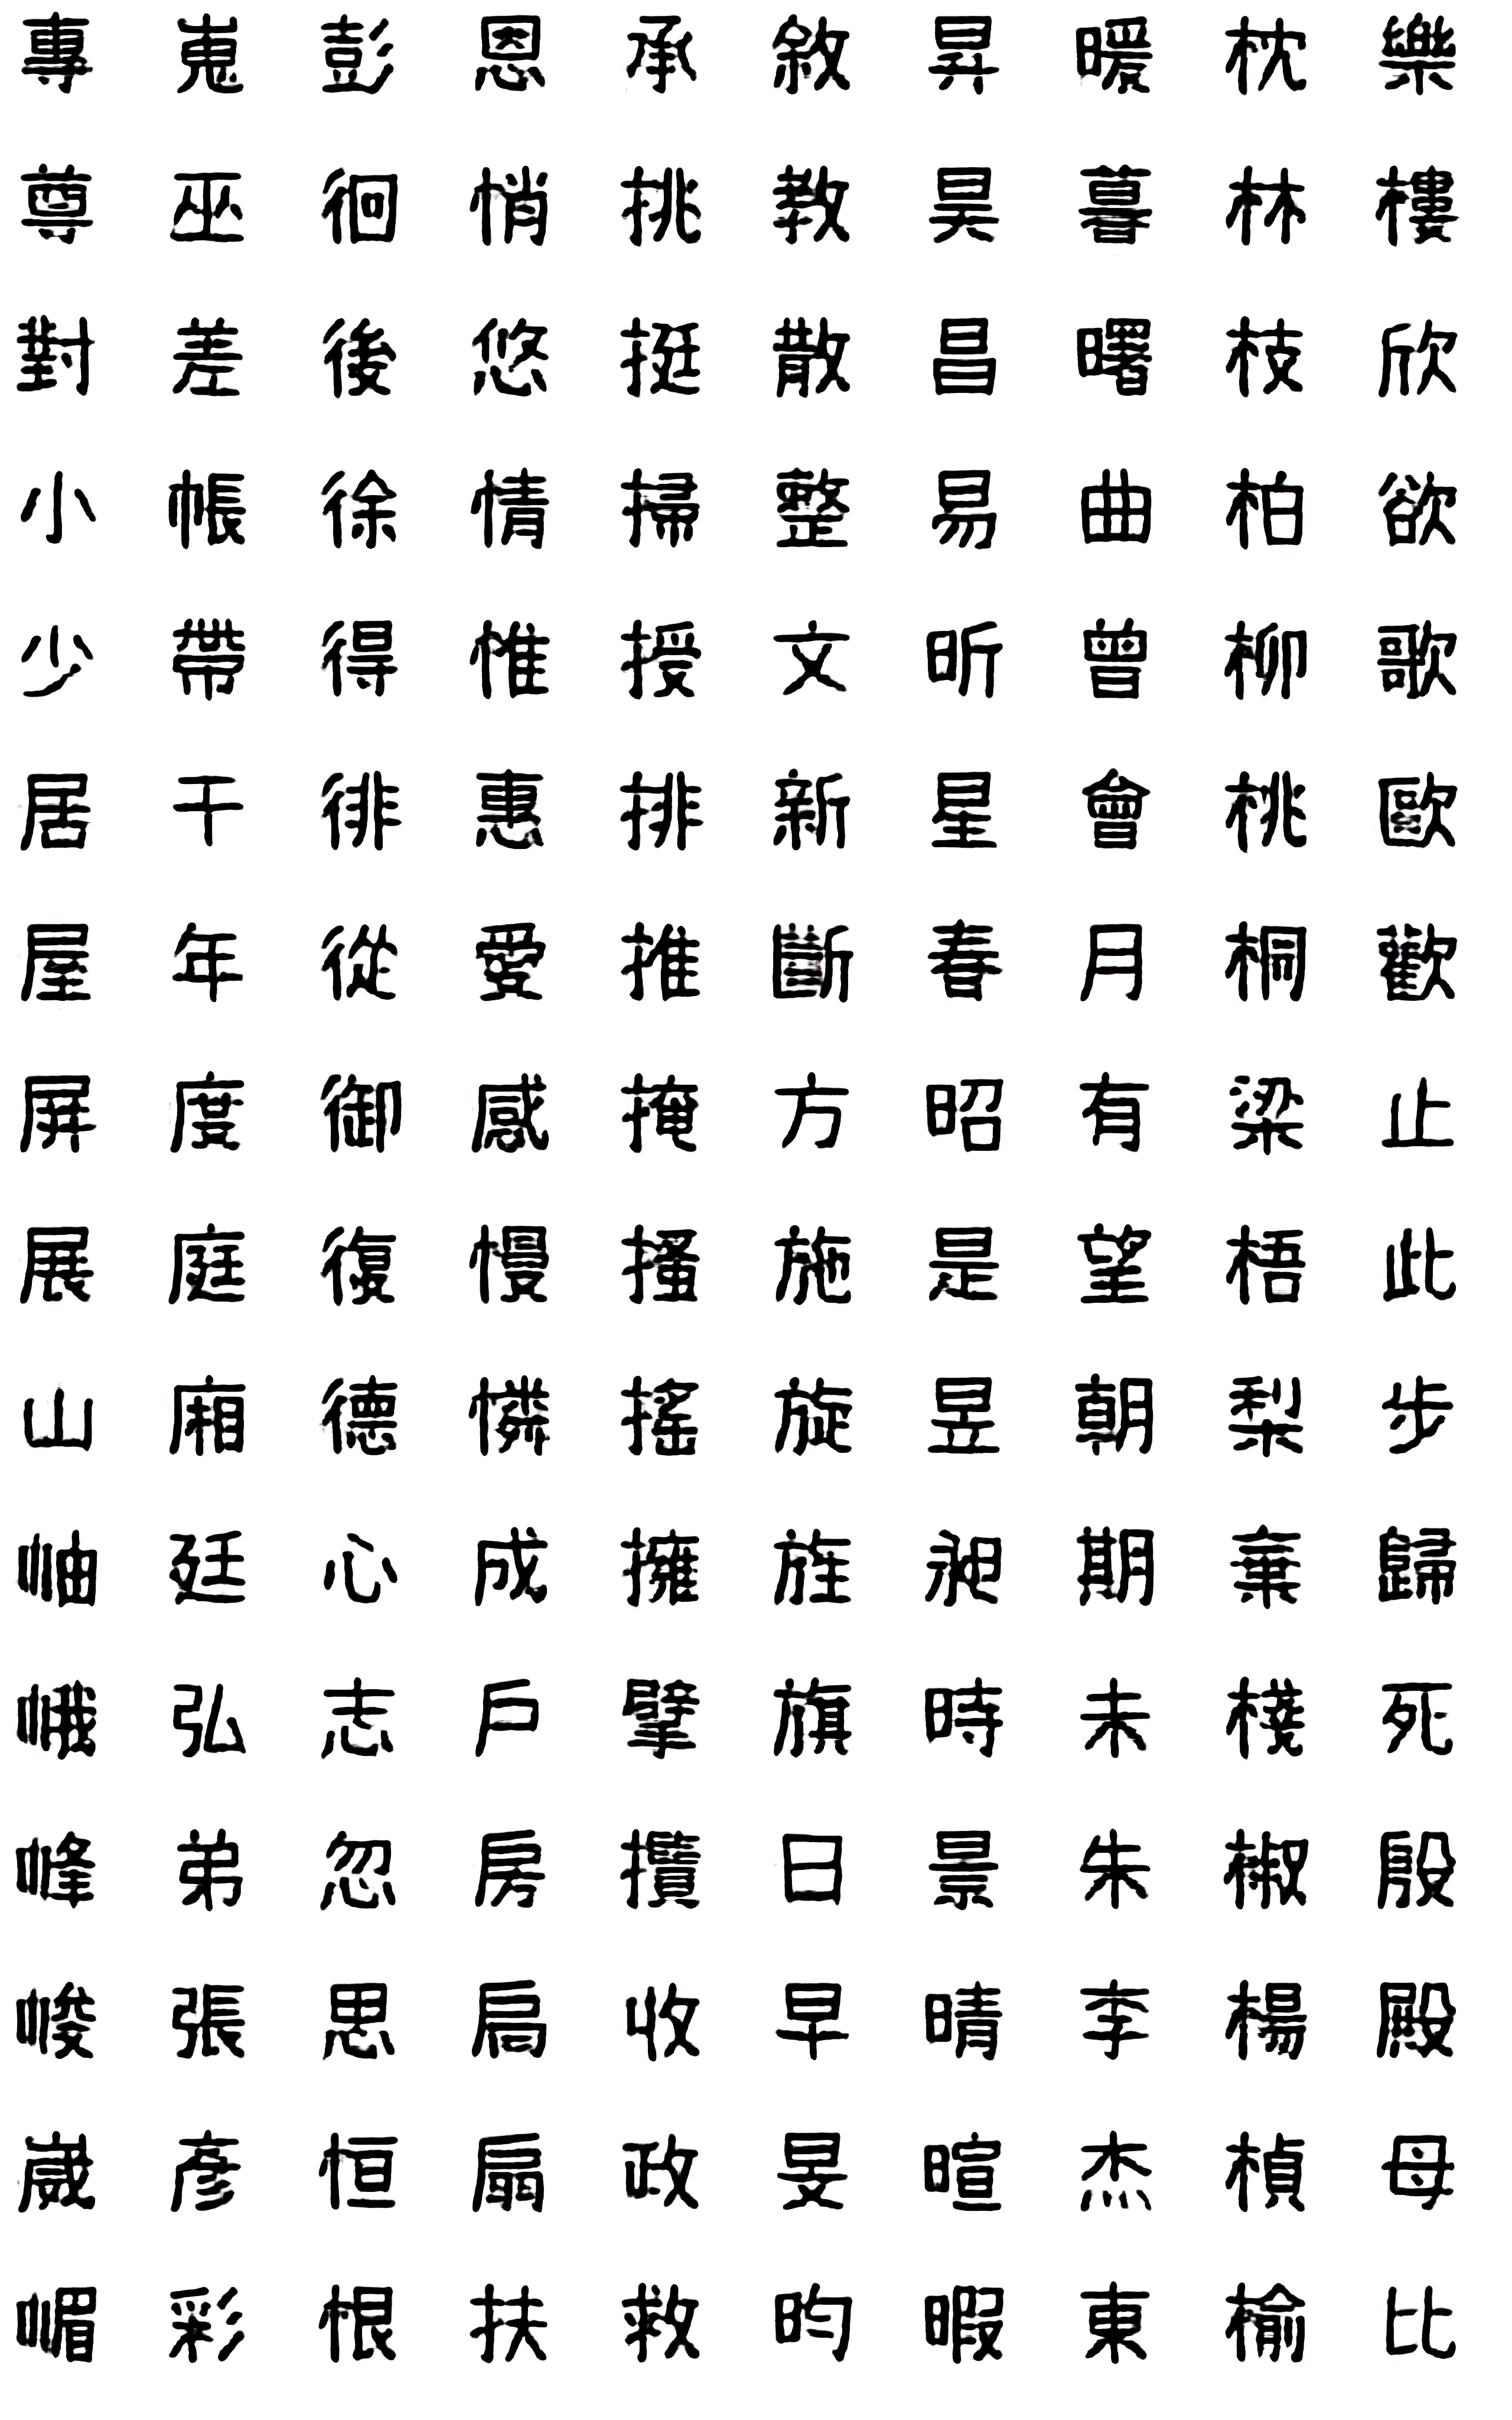 專嵬彭恩承敘昇暖枕樂
尊巫徊悄挑教昊暮林樓
對差後悠挺散昌曙枝欣
小帳徐情掃整易曲柏欲
少帶得惟授文昕曾柳歌
居干徘惠排新星會桃歐
屋年從愛推斷春月桐歡
屏度御感掩方昭有梁止
展庭復慢搔施是望梧此
山廂德憐搖旋昱朝梨步
岫廷心成擁旌昶期棄歸
峨弘志戶擘旗時未棧死
峰弟忽房攢日景朱椒殷
峻張思扃收早晴李楊殿
崴彥恒扇政旻暄杰楨母
嵋彩恨扶救昀暇東榆比